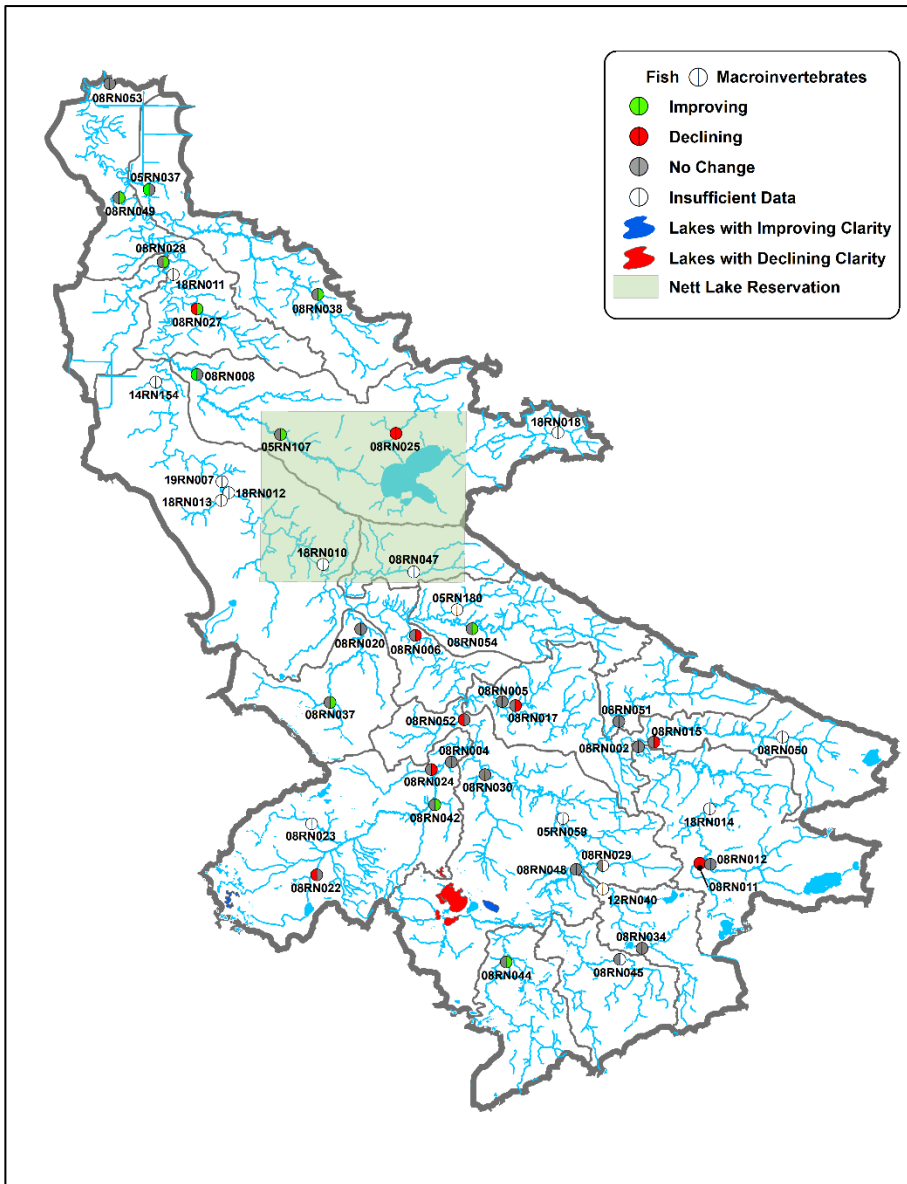 Fish Macroinvertebrates
Improving
Declining
No Change
Insufficient Data
Lakes with Improving Clarity
Lakes with Declining Clarity
Nett Lake Reservation
08RN053
05RN037
08RN049
08RN028
18RN011
08RN038
08RN027
08RN008
14RN154
18RN018
05RN107
08RN025
19RN007
18RN012
18RN013
18RN010
08RN047
05RN180
08RN020
08RN006
08RN054
08RN005
08RN037
08RN017
08RN052
08RN051
08RN015
08RN002
08RN050
08RN004
08RN024
08RN030
08RN042
18RN014
05RN059
08RN023
08RN029
08RN048
08RN012
08RN022
08RN011
12RN040
08RN034
08RN045
08RN044